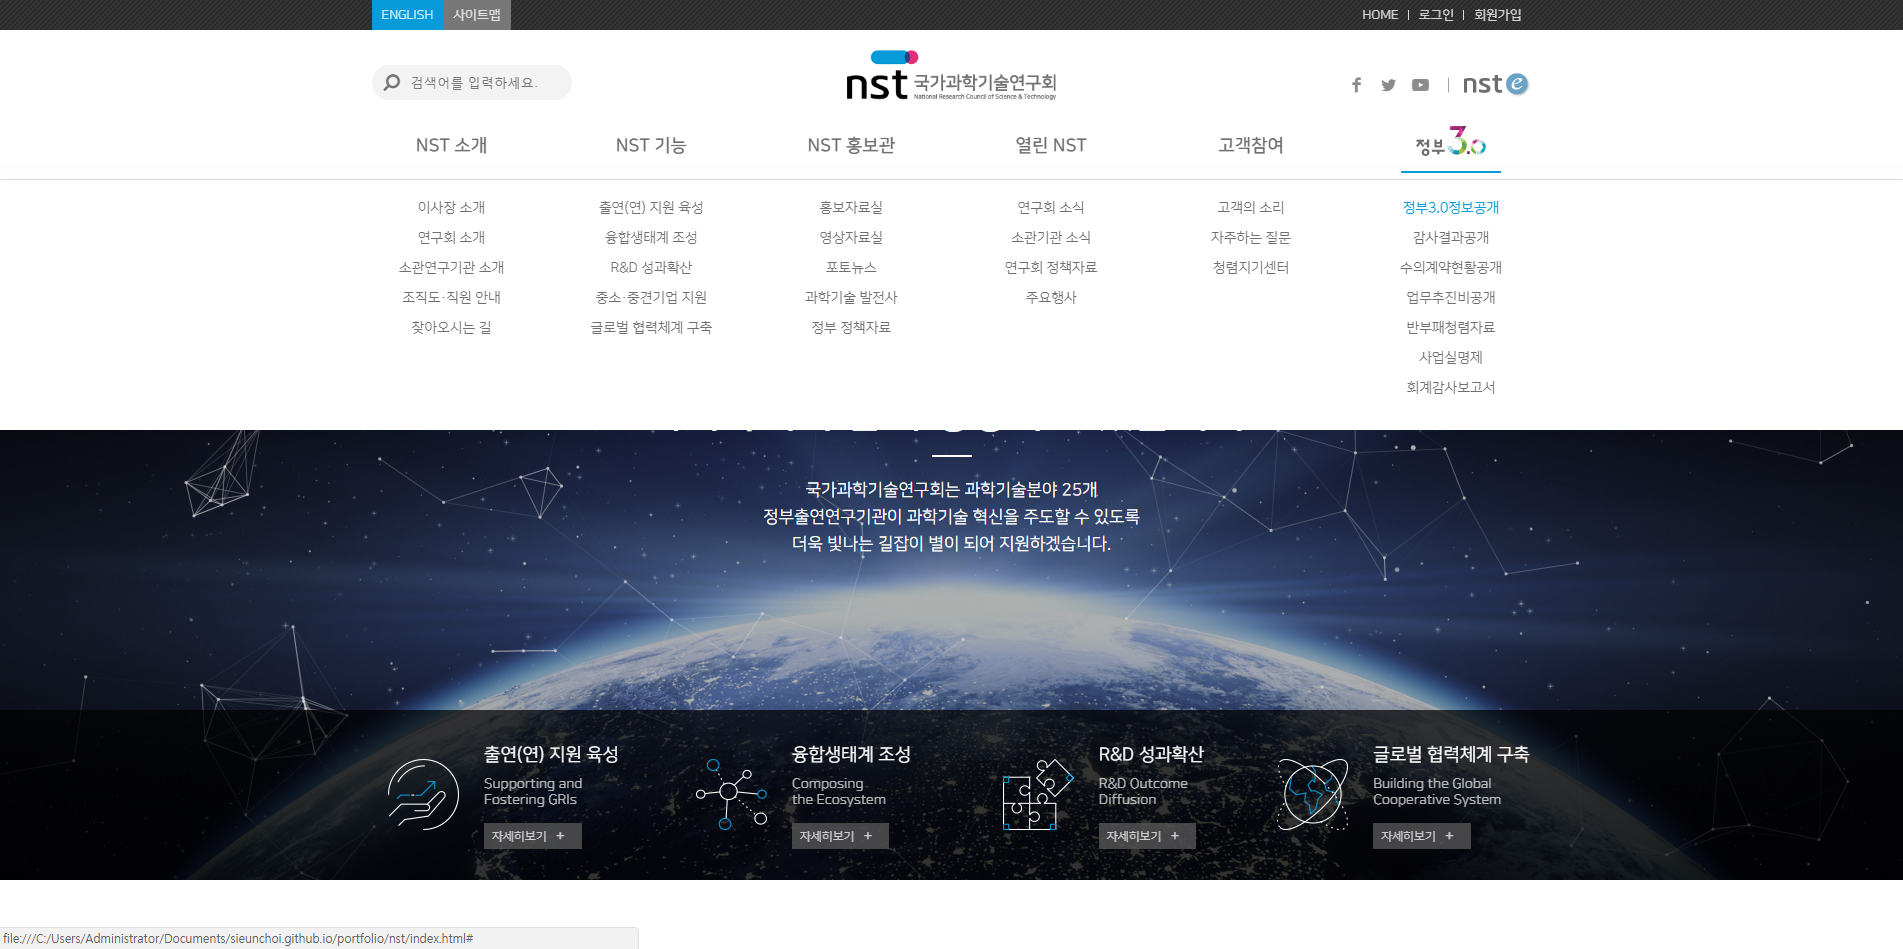 ENGLISH 사이트맵
HOME 로그인 회원가입
검색어를 입력하세요.
nst 국가과학기술연구회
National Research Council of Science & Technology
nst e
NST 소개 NST 기능 NST 홍보관 열린 NST 고객참여 정부3.0
이사장 소개
연구회 소개
소관연구기관 소개
조직도·직원 안내
찾아오시는 길
출연(연) 지원 육성
융합생태계 조성
R&D 성과확산
중소·중견기업 지원
글로벌 협력체계 구축
홍보자료실
영상자료실
포토뉴스
과학기술 발전사
정부 정책자료
연구회 소식
소관기관 소식
연구회 정책자료
주요행사
고객의 소리
자주하는 질문
청렴지기센터
정부3.0정보공개
감사결과공개
수의계약현황공개
업무추진비공개
반부패청렴자료
사업실명제
회계감사보고서
국가과학기술연구회는 과학기술분야 25개
정부출연연구기관이 과학기술 혁신을 주도할 수 있도록
더욱 빛나는 길잡이 별이 되어 지원하겠습니다.
출연(연) 지원 육성
Supporting and
Fostering GRIs
자세히보기 +
융합생태계 조성
Composing
the Ecosystem
자세히보기 +
R&D 성과확산
R&D Outcome
Diffusion
자세히보기 +
글로벌 협력체계 구축
Building the Global
Cooperative System
자세히보기 +
file:///C:/Users/Administrator/Documents/sieunchoi.github.io/portfolio/nst/index.html#